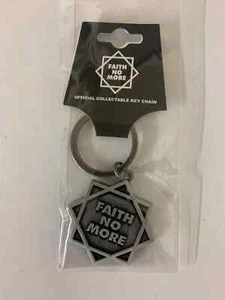 FAITH
NO
MORE
OFFICIAL COLLECTABLE KEY CHAIN
FAITH
NO
MORE